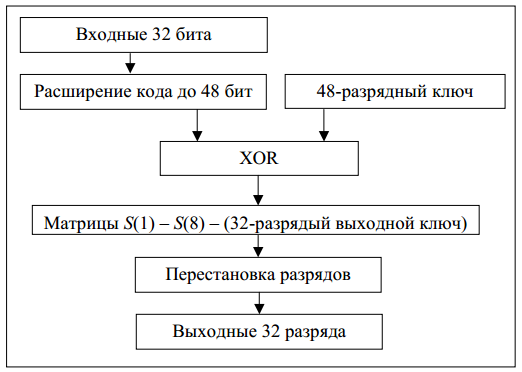 Входные 32 бита
Расширение кода до 48 бит
48-разрядный ключ
XOR
Матрицы S(1) – S(8) – (32-разрядый выходной ключ)
Перестановка разрядов
Выходные 32 разряда